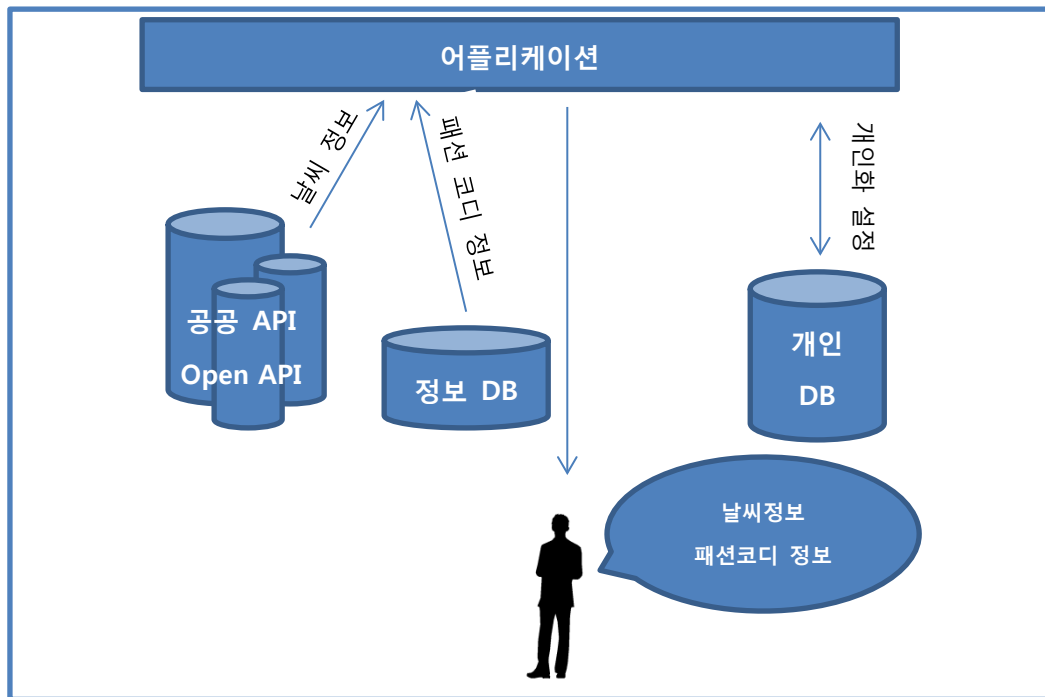 어플리케이션
날씨 정보
패션 코디 정보
개인화 설정
공공 API
Open API
정보 DB
개인
DB
날씨정보
패션코디 정보